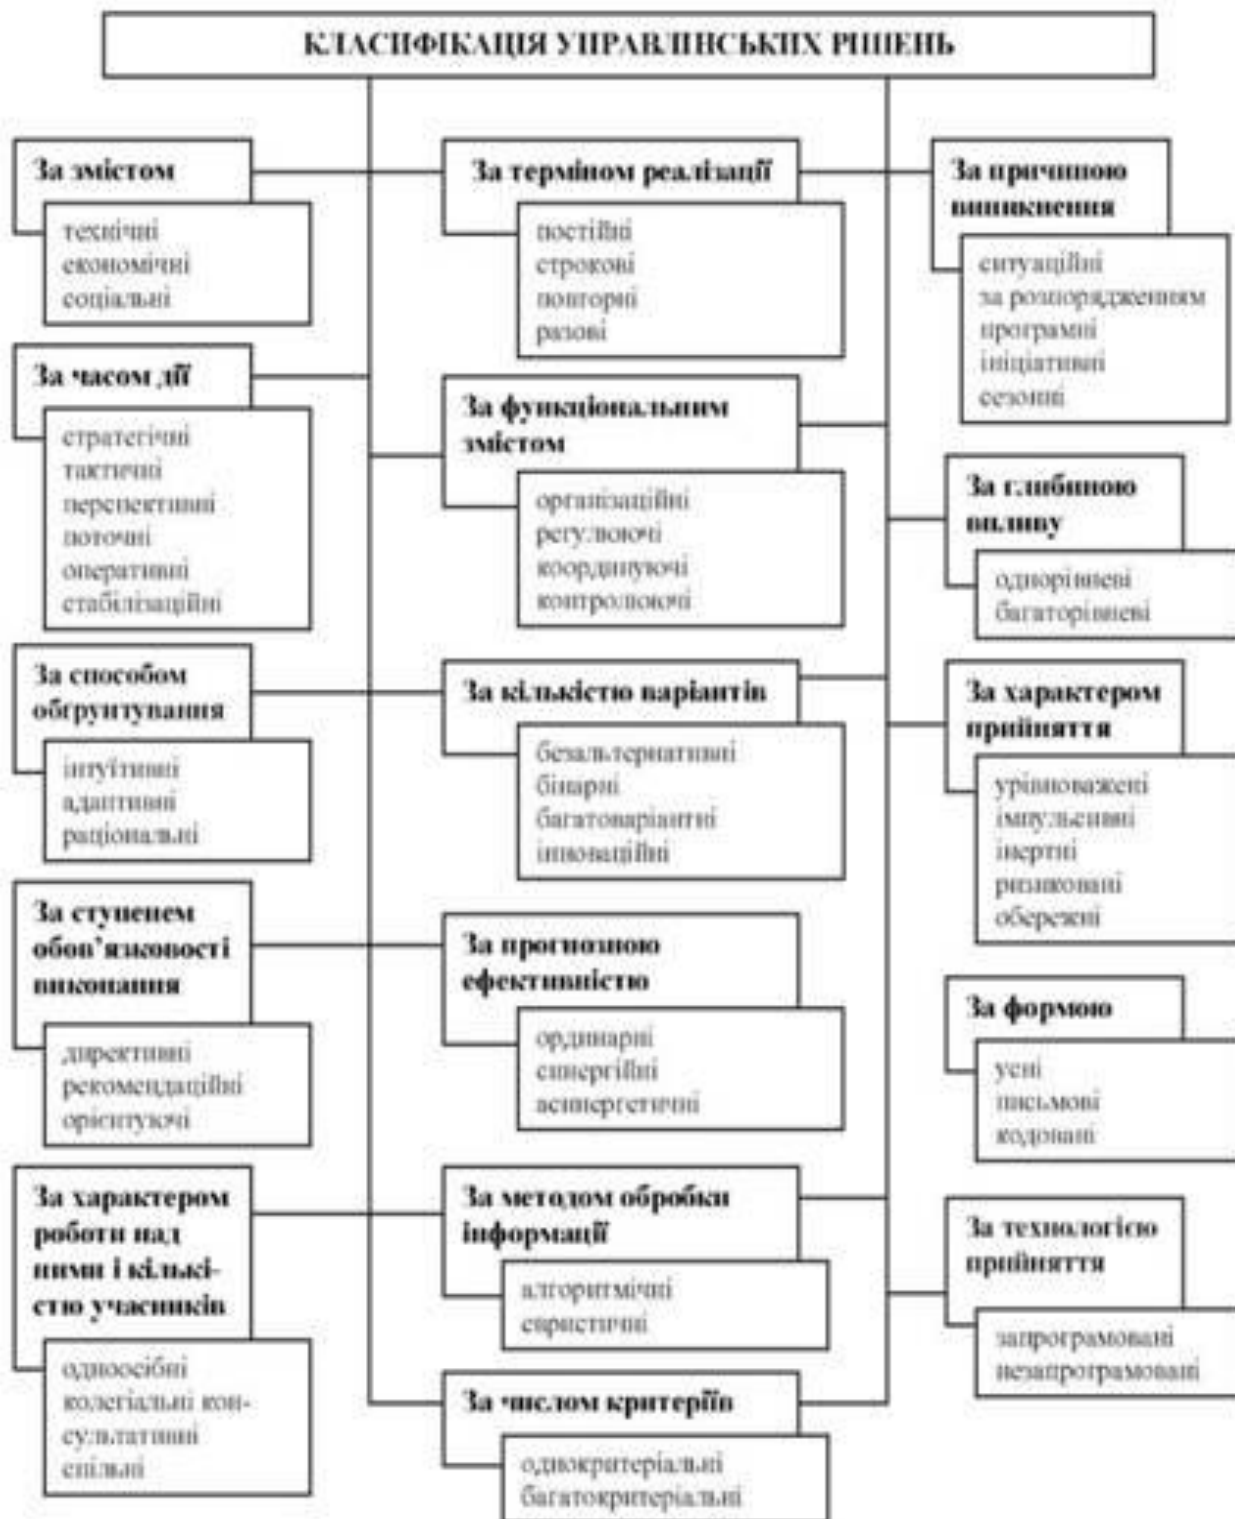 КЛАСИФІКАЦІЯ УПРАВЛІНСЬКИХ РІШЕНЬ
За змістом
технічні
економічні
соціальні
За часом дії
стратегічні
тактичні
перспективні
поточні
оперативні
стабілізаційні
За способом
обґрунтування
інтуїтивні
адаптивні
раціональні
За ступенем
обов’язковості
виконання
директивні
рекомендаційні
орієнтуючі
За характером
роботи над
ними і кількі-
стю учасників
одноосібні
колегіальні кон-
сультативні
спільні
За терміном реалізації
постійні
строкові
повторні
разові
За функціональним
змістом
організаційні
регулюючі
координуючі
контролюючі
За кількістю варіантів
безальтернативні
бінарні
багатоваріантні
інноваційні
За прогнозною
ефективністю
ординарні
синергійні
асинергетичні
За методом обробки
інформації
алгоритмічні
евристичні
За числом критеріїв
однокритеріальні
багатокритеріальні
За причиною
виникнення
ситуаційні
за розпорядженням
програмні
ініціативні
сезонні
За глибиною
впливу
однорівневі
багаторівневі
За характером
прийняття
урівноважені
імпульсивні
інертні
ризиковані
обережні
За формою
усні
письмові
кодовані
За технологією
прийняття
запрограмовані
незапрограмовані